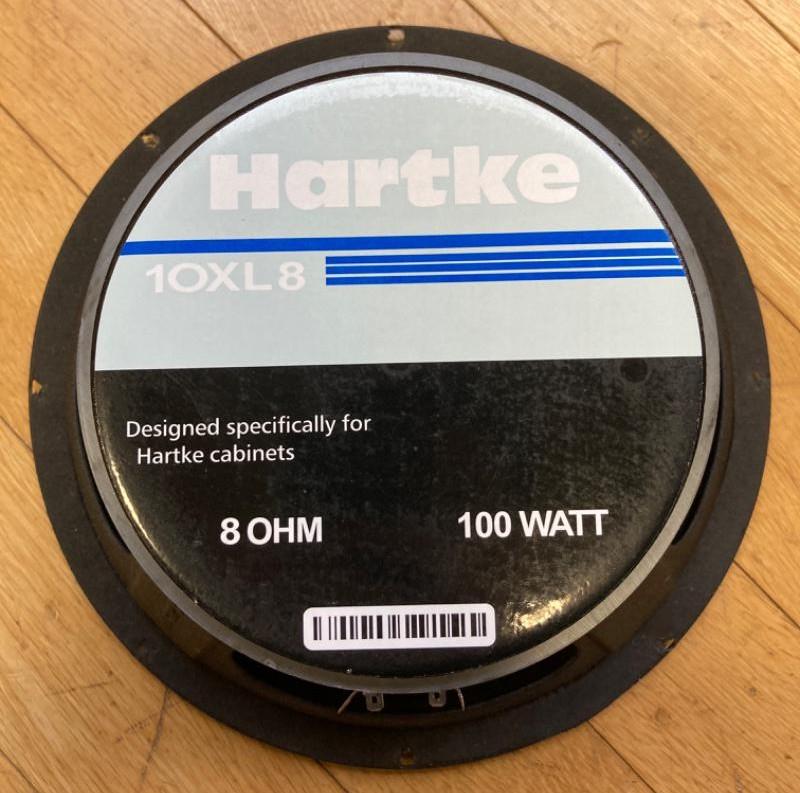 Hartke
10XL8
Designed specifically for
Hartke cabinets
8 OHM
100 WATT